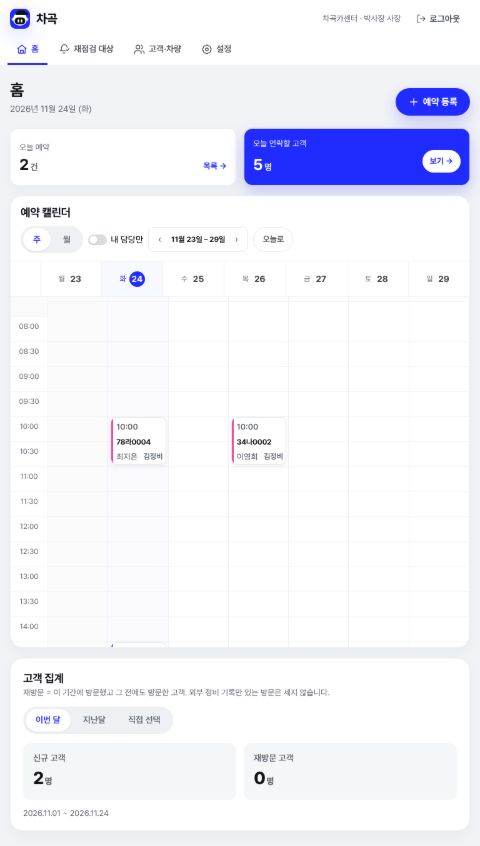 차곡
차곡카센터 · 박사장 사장
로그아웃
홈
재점검 대상
고객·차량
설정
홈
2026년 11월 24일 (화)
+ 예약 등록
오늘 예약
2건
목록 →
오늘 연락할 고객
5명
보기 →
예약 캘린더
주 월
내 담당만
‹ 11월 23일 – 29일 ›
오늘로
월 23 화 24 수 25 목 26 금 27 토 28 일 29
08:00
08:30
09:00
09:30
10:00
10:00
78라0004
최지은 김정비
10:00
34나0002
이영희 김정비
10:30
11:00
11:30
12:00
12:30
13:00
13:30
14:00
고객 집계
재방문 = 이 기간에 방문했고 그 전에도 방문한 고객. 외부 정비 기록만 있는 방문은 세지 않습니다.
이번 달 지난달 직접 선택
신규 고객
2명
재방문 고객
0명
2026.11.01 ~ 2026.11.24